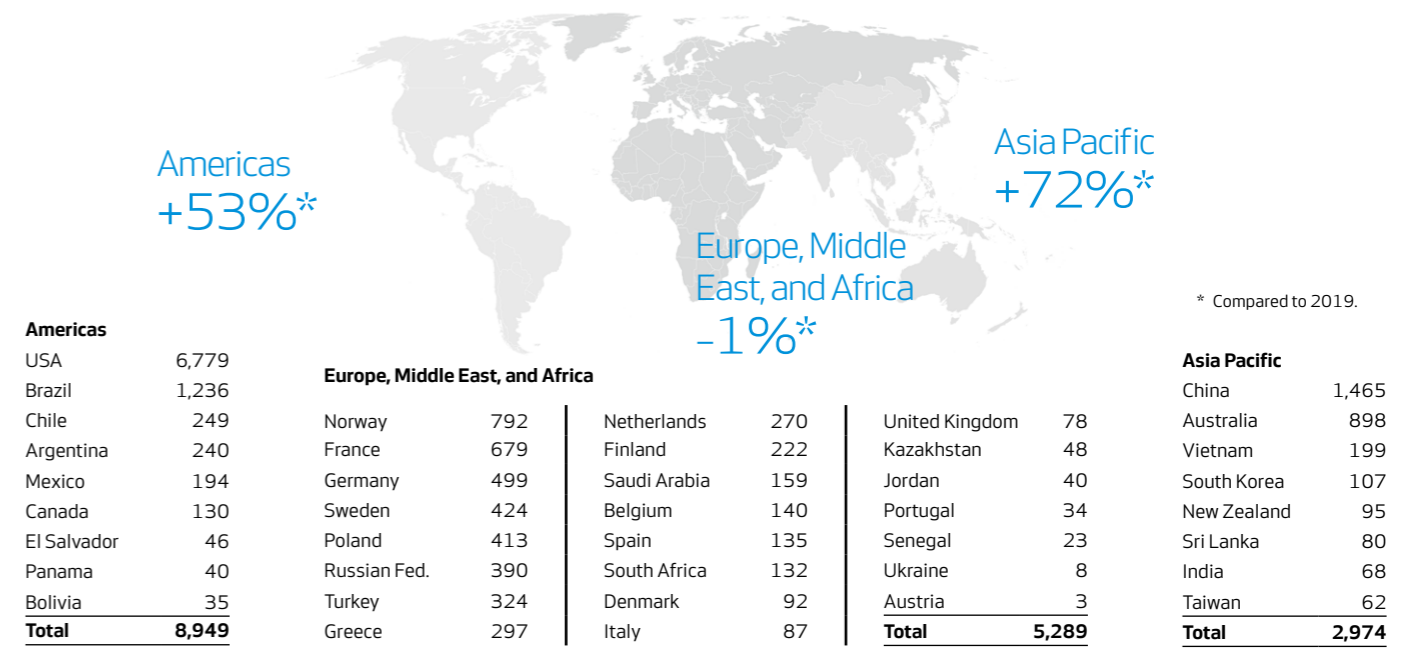 Americas
+53%*
Asia Pacific
+72%*
Europe, Middle
East, and Africa
-1%*
* Compared to 2019.
Americas
USA 6,779
Brazil 1,236
Chile 249
Argentina 240
Mexico 194
Canada 130
El Salvador 46
Panama 40
Bolivia 35
Total 8,949
Europe, Middle East, and Africa
Norway 792
France 679
Germany 499
Sweden 424
Poland 413
Russian Fed. 390
Turkey 324
Greece 297
Netherlands 270
Finland 222
Saudi Arabia 159
Belgium 140
Spain 135
South Africa 132
Denmark 92
Italy 87
United Kingdom 78
Kazakhstan 48
Jordan 40
Portugal 34
Senegal 23
Ukraine 8
Austria 3
Total 5,289
Asia Pacific
China 1,465
Australia 898
Vietnam 199
South Korea 107
New Zealand 95
Sri Lanka 80
India 68
Taiwan 62
Total 2,974